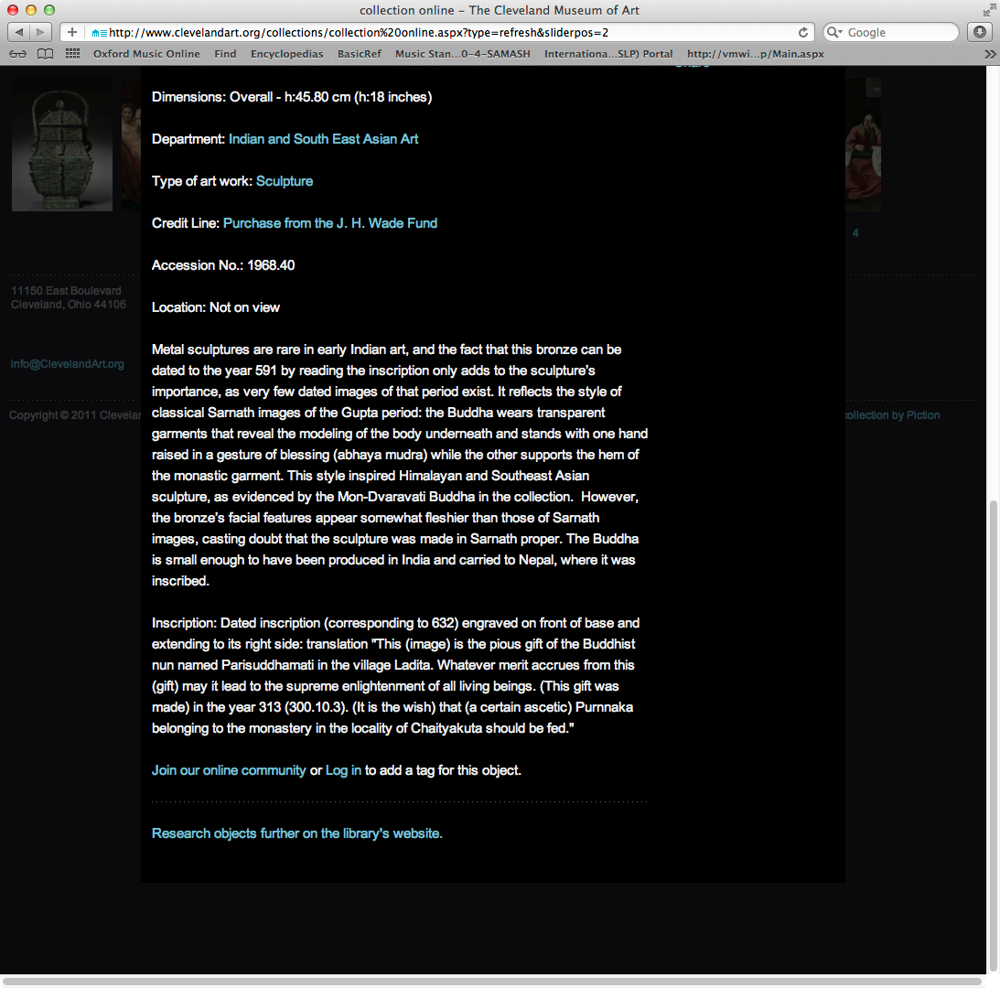 collection online – The Cleveland Museum of Art
http://www.clevelandart.org/collections/collection%20online.aspx?type=refresh&sliderpos=2
Google
Oxford Music Online Find Encyclopedias BasicRef Music Stan...0-4-SAMASH Internationa...SLP) Portal http://vmwi...p/Main.aspx
Share
Dimensions: Overall - h:45.80 cm (h:18 inches)
Department: Indian and South East Asian Art
Type of art work: Sculpture
Credit Line: Purchase from the J. H. Wade Fund
4
Accession No.: 1968.40
11150 East Boulevard
Cleveland, Ohio 44106
Location: Not on view
info@ClevelandArt.org
Copyright © 2011 Clevelan
collection by Piction
Metal sculptures are rare in early Indian art, and the fact that this bronze can be
dated to the year 591 by reading the inscription only adds to the sculpture's
importance, as very few dated images of that period exist. It reflects the style of
classical Sarnath images of the Gupta period: the Buddha wears transparent
garments that reveal the modeling of the body underneath and stands with one hand
raised in a gesture of blessing (abhaya mudra) while the other supports the hem of
the monastic garment. This style inspired Himalayan and Southeast Asian
sculpture, as evidenced by the Mon-Dvaravati Buddha in the collection. However,
the bronze's facial features appear somewhat fleshier than those of Sarnath
images, casting doubt that the sculpture was made in Sarnath proper. The Buddha
is small enough to have been produced in India and carried to Nepal, where it was
inscribed.
Inscription: Dated inscription (corresponding to 632) engraved on front of base and
extending to its right side: translation "This (image) is the pious gift of the Buddhist
nun named Parisuddhamati in the village Ladita. Whatever merit accrues from this
(gift) may it lead to the supreme enlightenment of all living beings. (This gift was
made) in the year 313 (300.10.3). (It is the wish) that (a certain ascetic) Purnnaka
belonging to the monastery in the locality of Chaityakuta should be fed."
Join our online community or Log in to add a tag for this object.
Research objects further on the library's website.